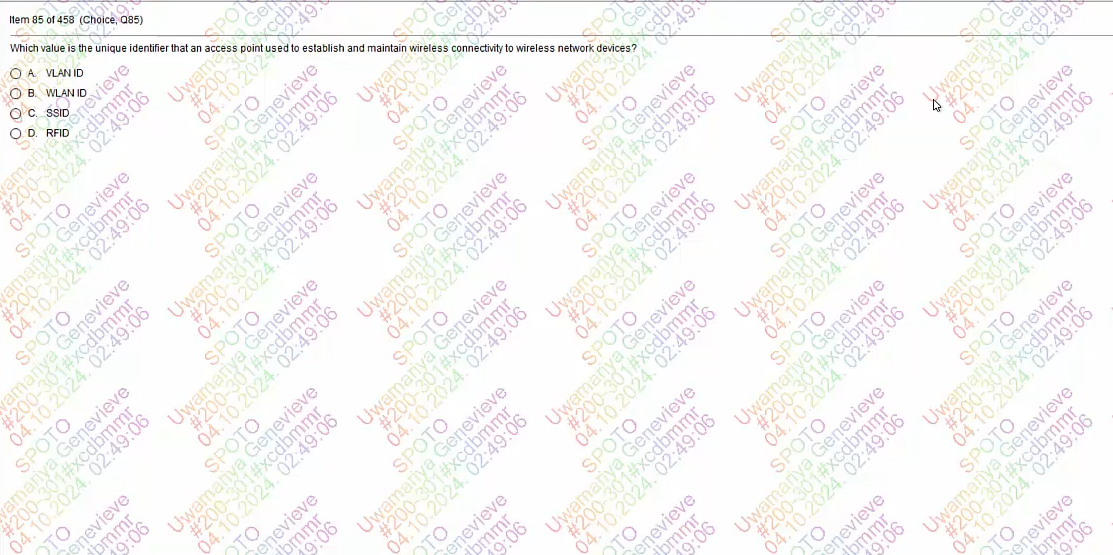 Item 85 of 458 (Choice, Q85)
Which value is the unique identifier that an access point used to establish and maintain wireless connectivity to wireless network devices?
A. VLAN ID
B. WLAN ID
C. SSID
D. RFID
SPOTO
Uwamariya Genevieve
#200-301#xcdbmmr
04.10.2024. 02:49:06